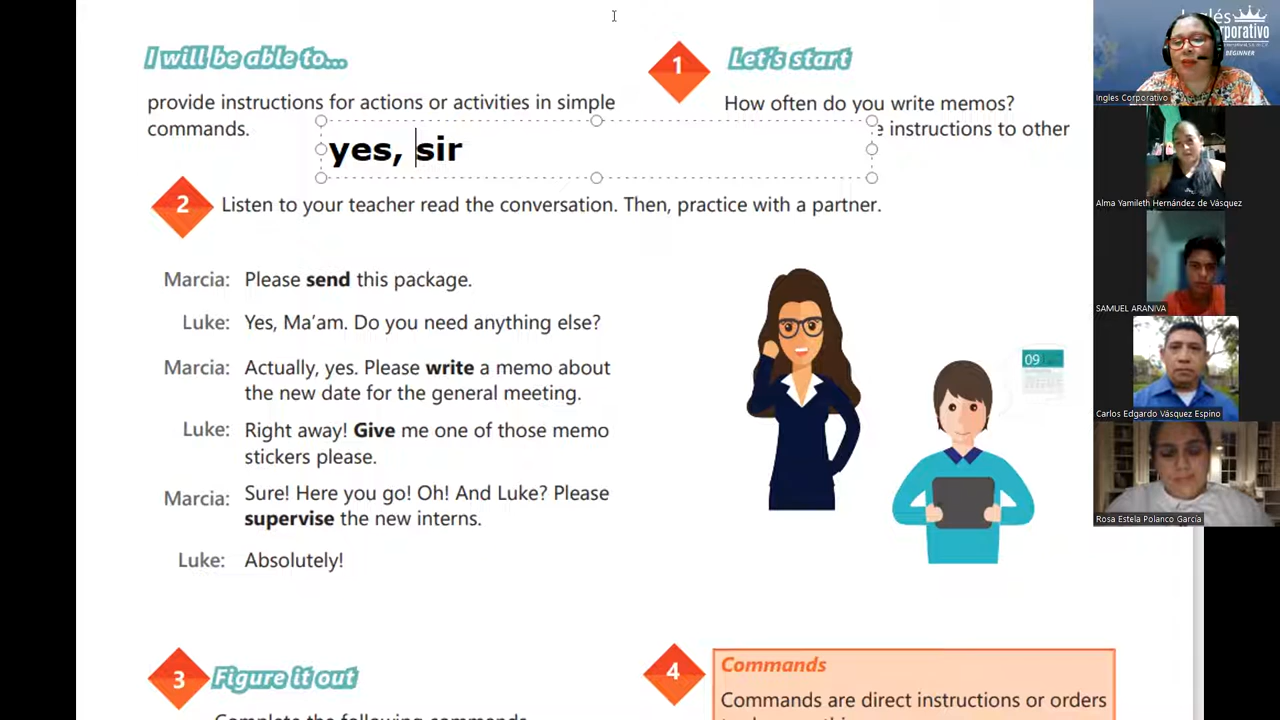 I will be able to...
provide instructions for actions or activities in simple
commands.
1
Let's start
How often do you write memos?
e instructions to other
yes, sir
2
Listen to your teacher read the conversation. Then, practice with a partner.
Marcia: Please send this package.
Luke: Yes, Ma'am. Do you need anything else?
Marcia: Actually, yes. Please write a memo about
the new date for the general meeting.
Luke: Right away! Give me one of those memo
stickers please.
Marcia: Sure! Here you go! Oh! And Luke? Please
supervise the new interns.
Luke: Absolutely!
09
3
Figure it out
Complete the following commands
4
Commands
Commands are direct instructions or orders
Inglés
BEGINNER
Ingles Corporativo
Alma Yamileth Hernández de Vásquez
SAMUEL ARANIVA
Carlos Edgardo Vásquez Espino
Rosa Estela Polanco García